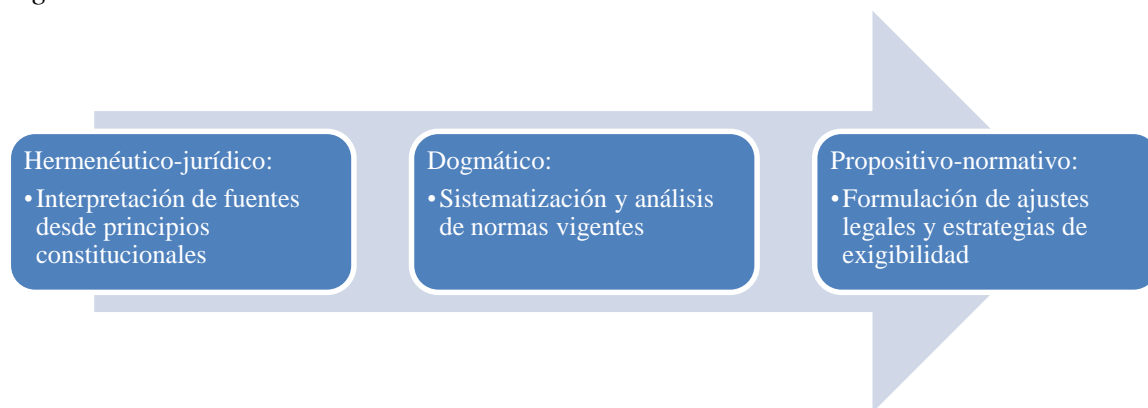 Hermenéutico-jurídico:
•Interpretación de fuentes
desde principios
constitucionales
Dogmático:
•Sistematización y análisis
de normas vigentes
Propositivo-normativo:
•Formulación de ajustes
legales y estrategias de
exigibilidad